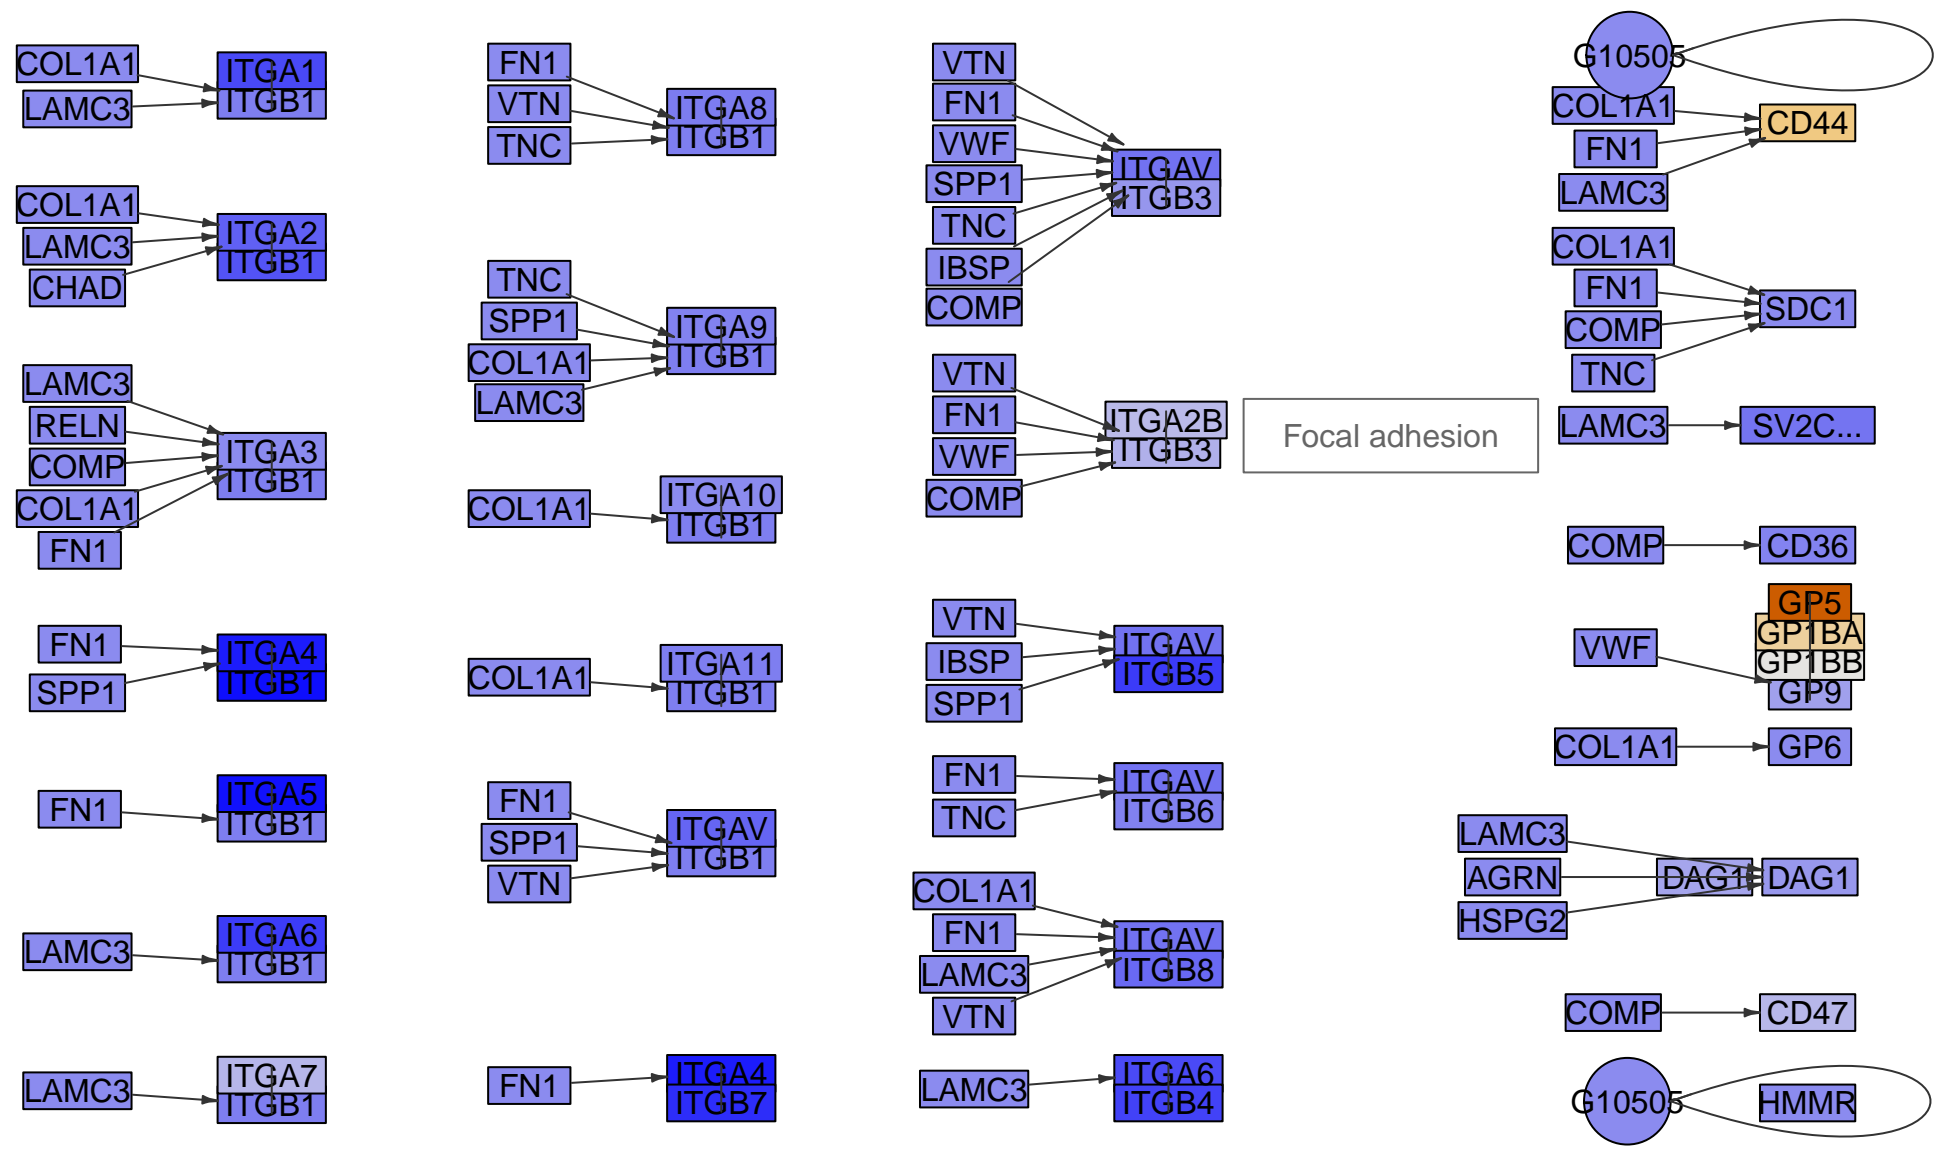 COL1A1
LAMC3
ITGA1
ITGB1
COL1A1
LAMC3
CHAD
ITGA2
ITGB1
LAMC3
RELN
COMP
COL1A1
FN1
ITGA3
ITGB1
FN1
SPP1
ITGA4
ITGB1
FN1
ITGA5
ITGB1
LAMC3
ITGA6
ITGB1
LAMC3
ITGA7
ITGB1
FN1
VTN
TNC
ITGA8
ITGB1
TNC
SPP1
COL1A1
LAMC3
ITGA9
ITGB1
COL1A1
ITGA10
ITGB1
COL1A1
ITGA11
ITGB1
FN1
SPP1
VTN
ITGAV
ITGB1
FN1
ITGA4
ITGB7
VTN
FN1
VWF
SPP1
TNC
IBSP
COMP
ITGAV
ITGB3
VTN
FN1
VWF
COMP
ITGA2B
ITGB3
Focal adhesion
VTN
IBSP
SPP1
ITGAV
ITGB5
FN1
TNC
ITGAV
ITGB6
COL1A1
FN1
LAMC3
VTN
ITGAV
ITGB8
LAMC3
ITGA6
ITGB4
G10505
COL1A1
FN1
LAMC3
CD44
COL1A1
FN1
COMP
TNC
SDC1
LAMC3
SV2C...
COMP
CD36
VWF
GP5
GP1BA
GP1BB
GP9
COL1A1
GP6
LAMC3
AGRN
HSPG2
DAG1
DAG1
COMP
CD47
G10505
HMMR